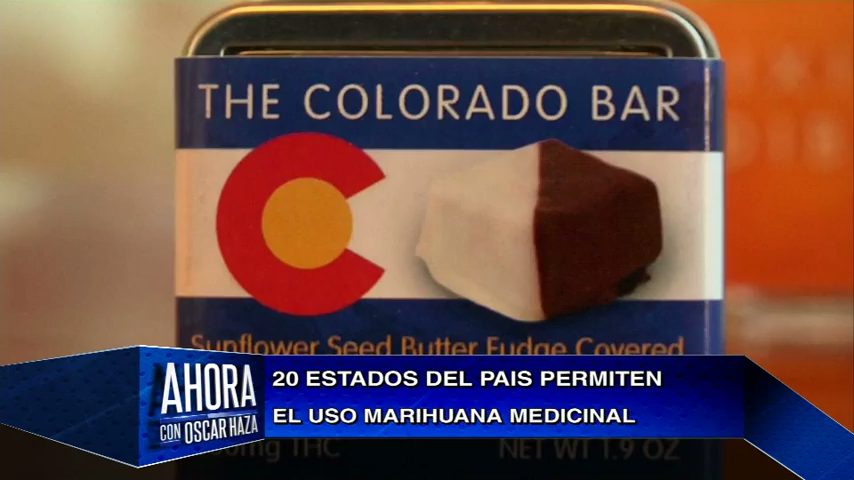 THE COLORADO BAR
Sunflower Seed Butter Fudge Covered
AHORA
CON OSCAR HAZA
20 ESTADOS DEL PAIS PERMITEN
EL USO MARIHUANA MEDICINAL
THC
NET WT 1.9 OZ